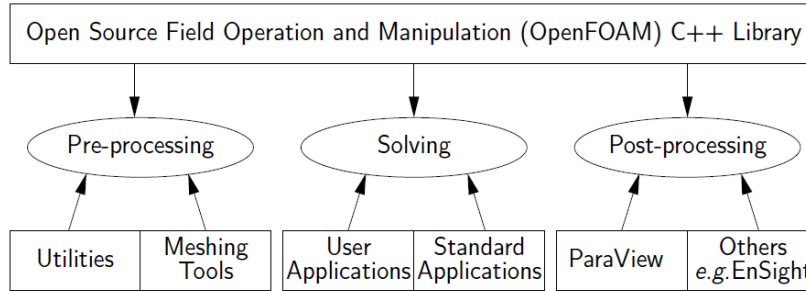 Open Source Field Operation and Manipulation (OpenFOAM) C++ Library
Pre-processing
Solving
Post-processing
Utilities
Meshing
Tools
User
Applications
Standard
Applications
ParaView
Others
e.g.EnSight